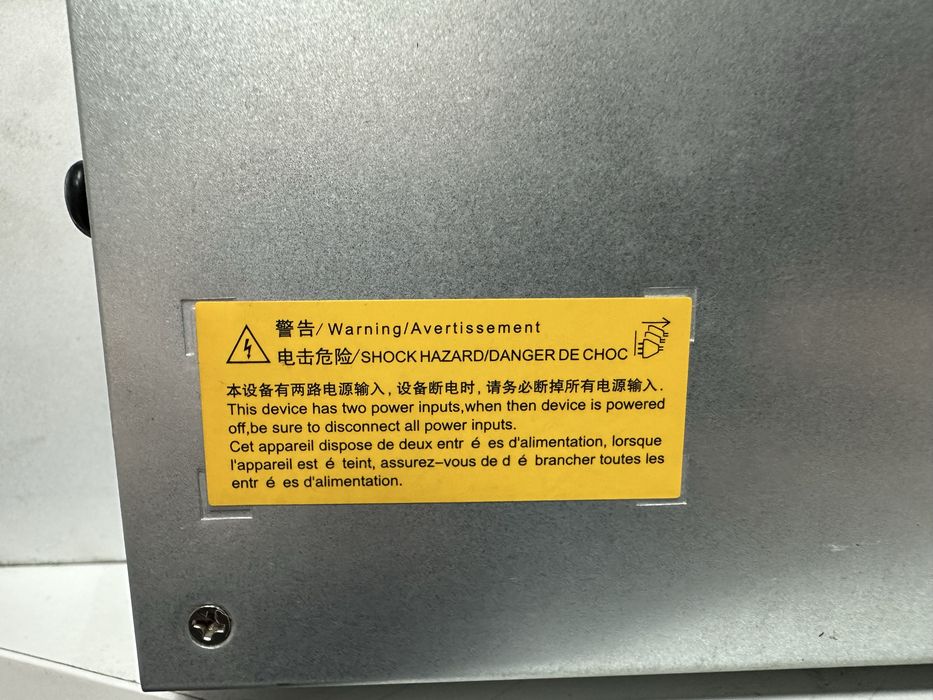 警告/Warning/Avertissement
电击危险/SHOCK HAZARD/DANGER DE CHOC
本设备有两路电源输入, 设备断电时, 请务必断掉所有电源输入.
This device has two power inputs,when then device is powered
off,be sure to disconnect all power inputs.
Cet appareil dispose de deux entr é es d'alimentation, lorsque
l'appareil est é teint, assurez-vous de d é brancher toutes les
entr é es d'alimentation.